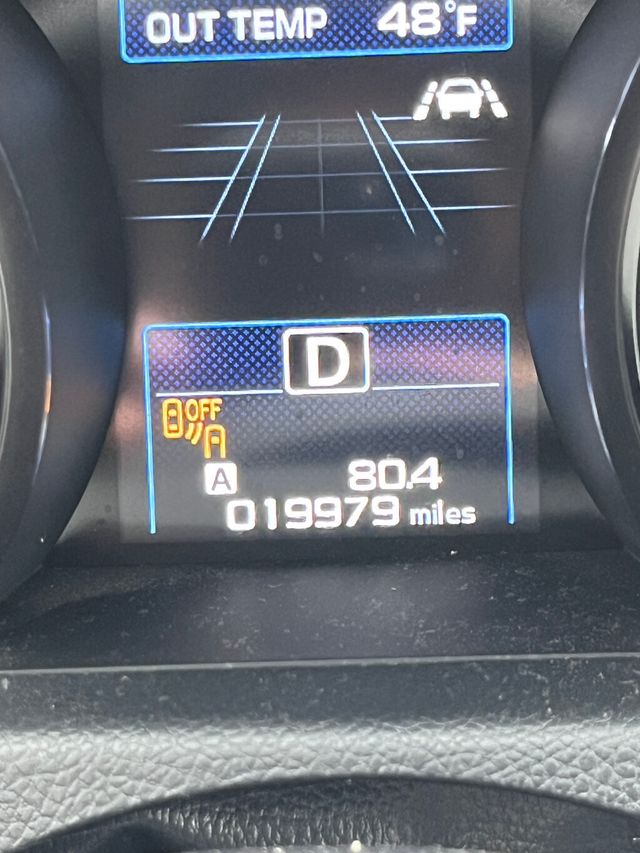 OUT TEMP 48°F
D
OFF
A 80.4
019979 miles